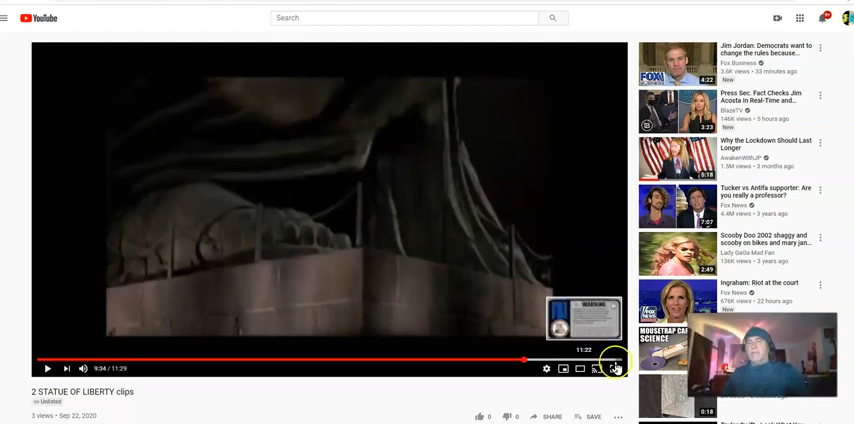 YouTube
Search
9+
WARNING
11:22
9:34 / 11:29
2 STATUE OF LIBERTY clips
Unlisted
3 views • Sep 22, 2020
0
0
SHARE
SAVE
FOX
BUSINESS
4:22
Jim Jordan: Democrats want to
change the rules because…
Fox Business
3.6K views • 33 minutes ago
New
3:23
Press Sec. Fact Checks Jim
Acosta In Real-Time and…
BlazeTV
146K views • 5 hours ago
New
5:18
Why the Lockdown Should Last
Longer
AwakenWithJP
1.5M views • 3 months ago
7:07
Tucker vs Antifa supporter: Are
you really a professor?
Fox News
4.4M views • 3 years ago
2:49
Scooby Doo 2002 shaggy and
scooby on bikes and mary jan…
Lady GaGa Mad Fan
136K views • 3 years ago
Ingraham: Riot at the court
Fox News
676K views • 22 hours ago
New
MOUSETRAP CAR
SCIENCE
0:18